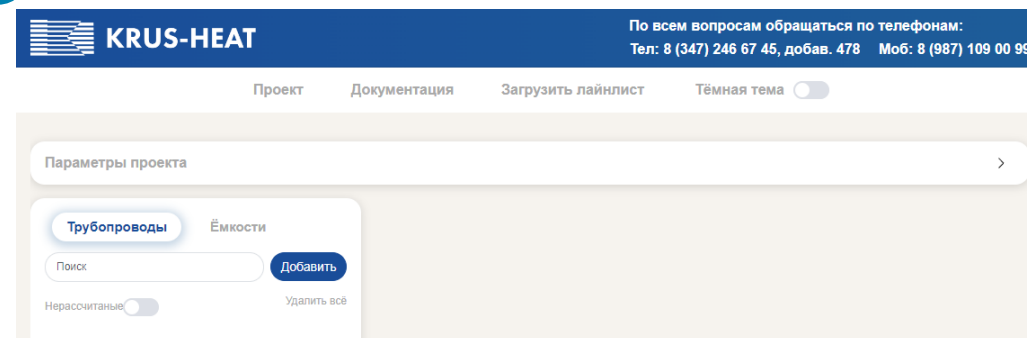 KRUS-HEAT
По всем вопросам обращаться по телефонам:
Тел: 8 (347) 246 67 45, добав. 478 Моб: 8 (987) 109 00 99
Проект Документация Загрузить лайнлист Тёмная тема
Параметры проекта
Трубопроводы Ёмкости
Поиск Добавить
Нерассчитаные Удалить всё